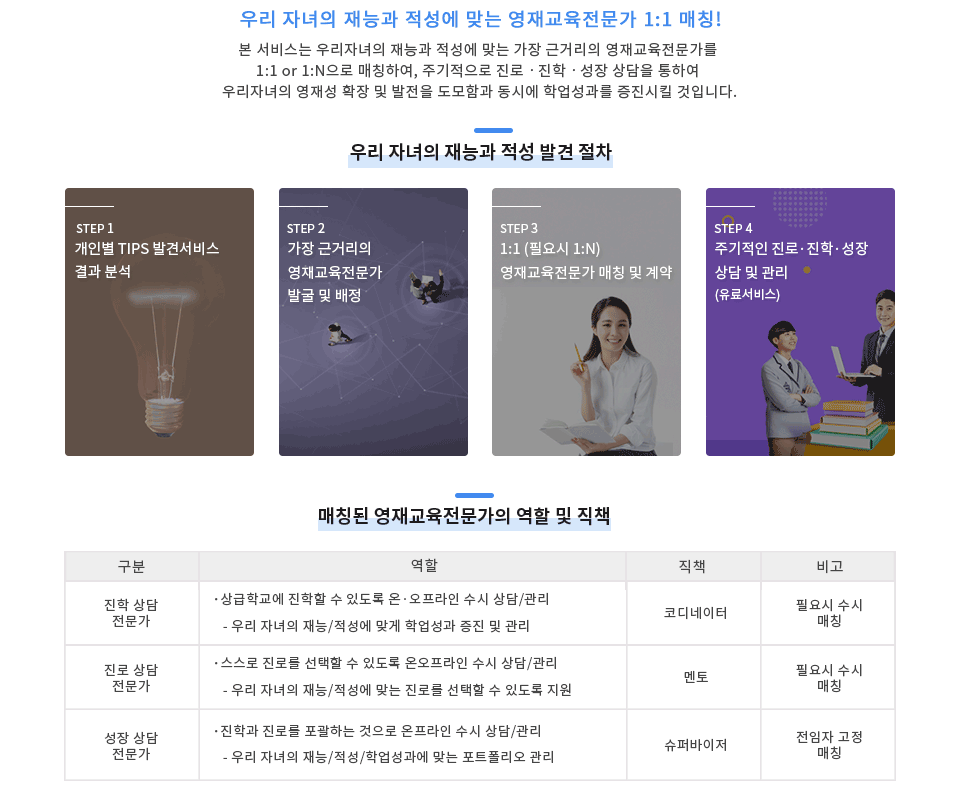 우리 자녀의 재능과 적성에 맞는 영재교육전문가 1:1 매칭!
본 서비스는 우리자녀의 재능과 적성에 맞는 가장 근거리의 영재교육전문가를
1:1 or 1:N으로 매칭하여, 주기적으로 진로 · 진학 · 성장 상담을 통하여
우리자녀의 영재성 확장 및 발전을 도모함과 동시에 학업성과를 증진시킬 것입니다.
우리 자녀의 재능과 적성 발견 절차
STEP 1
개인별 TIPS 발견서비스
결과 분석
STEP 2
가장 근거리의
영재교육전문가
발굴 및 배정
STEP 3
1:1 (필요시 1:N)
영재교육전문가 매칭 및 계약
STEP 4
주기적인 진로·진학·성장
상담 및 관리
(유료서비스)
매칭된 영재교육전문가의 역할 및 직책
구분 역할 직책 비고
진학 상담
전문가
·상급학교에 진학할 수 있도록 온·오프라인 수시 상담/관리
- 우리 자녀의 재능/적성에 맞게 학업성과 증진 및 관리
코디네이터
필요시 수시
매칭
진로 상담
전문가
·스스로 진로를 선택할 수 있도록 온오프라인 수시 상담/관리
- 우리 자녀의 재능/적성에 맞는 진로를 선택할 수 있도록 지원
멘토
필요시 수시
매칭
성장 상담
전문가
·진학과 진로를 포괄하는 것으로 온프라인 수시 상담/관리
- 우리 자녀의 재능/적성/학업성과에 맞는 포트폴리오 관리
슈퍼바이저
전임자 고정
매칭